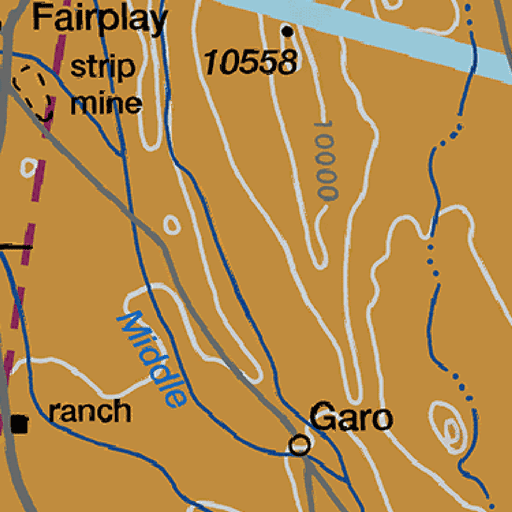 Fairplay
strip
mine
10558
10000
Middle
ranch
Garo